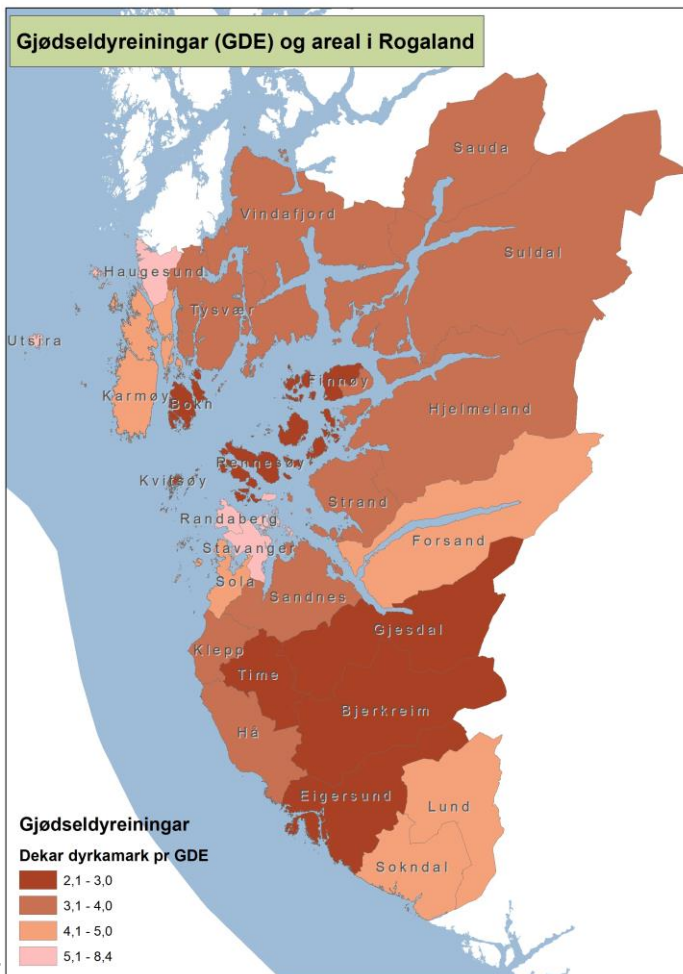 Gjødseldyreiningar (GDE) og areal i Rogaland
Sauda
Vindafjord
Suldal
Haugesund
Tysvær
Utsira
Finnøy
Karmøy
Bokn
Hjelmeland
Rennesøy
Kvitsøy
Strand
Randaberg
Forsand
Stavanger
Sola
Sandnes
Gjesdal
Klepp
Time
Bjerkreim
Hå
Eigersund
Lund
Sokndal
Gjødseldyreiningar
Dekar dyrkamark pr GDE
2,1 - 3,0
3,1 - 4,0
4,1 - 5,0
5,1 - 8,4